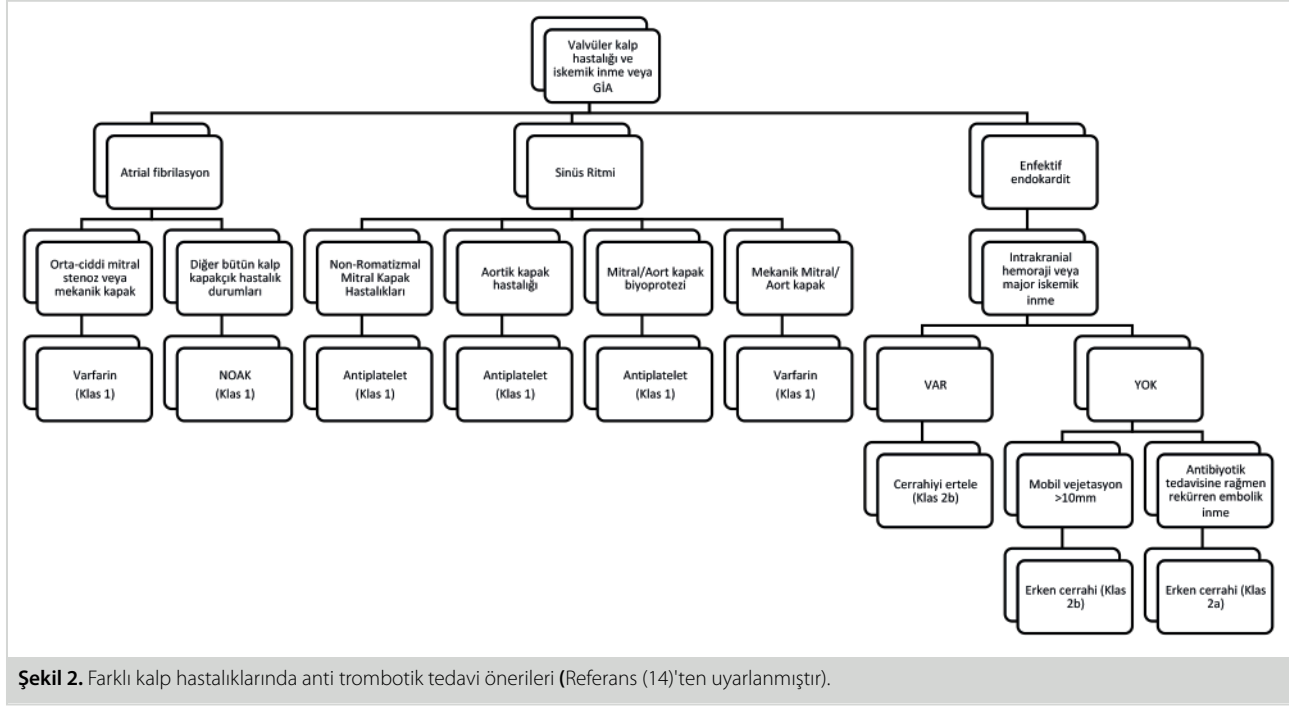 Valvüler kalp
hastalığı ve
iskemik inme veya
GİA
Atrial fibrilasyon
Sinüs Ritmi
Enfektif
endokardit
Orta-ciddi mitral
stenoz veya
mekanik kapak
Diğer bütün kalp
kapakçık hastalık
durumları
Non-Romatizmal
Mitral Kapak
Hastalıkları
Aortik kapak
hastalığı
Mitral/Aort kapak
biyoprotezi
Mekanik Mitral/
Aort kapak
Intrakranial
hemoraji veya
major iskemik
inme
Varfarin
(Klas 1)
NOAK
(Klas 1)
Antiplatelet
(Klas 1)
Antiplatelet
(Klas 1)
Antiplatelet
(Klas 1)
Varfarin
(Klas 1)
VAR
YOK
Cerrahiyi ertele
(Klas 2b)
Mobil vejetasyon
>10mm
Antibiyotik
tedavisine rağmen
rekürren embolik
inme
Erken cerrahi (Klas
2b)
Erken cerrahi (Klas
2a)
Şekil 2. Farklı kalp hastalıklarında anti trombotik tedavi önerileri (Referans (14)'ten uyarlanmıştır).